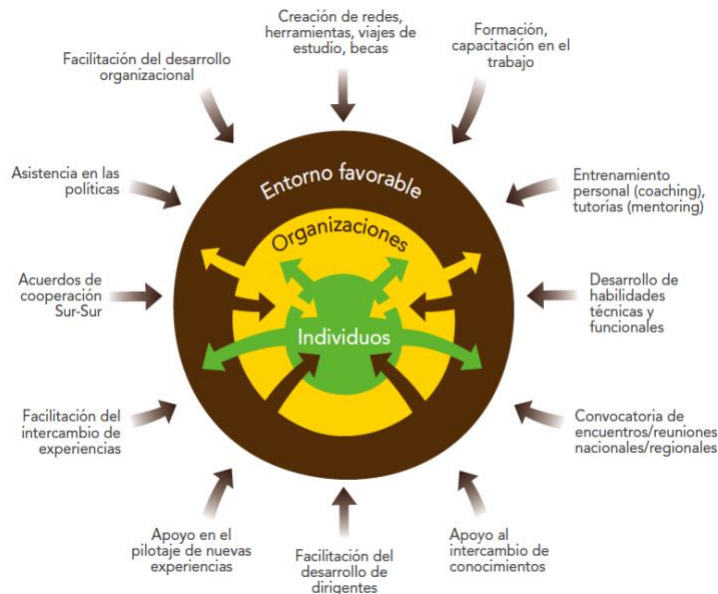 Creación de redes,
herramientas, viajes de
estudio, becas
Formación,
capacitación en el
trabajo
Facilitación del desarrollo
organizacional
Asistencia en las
políticas
Entrenamiento
personal (coaching),
tutorías (mentoring)
Acuerdos de
cooperación
Sur-Sur
Desarrollo de
habilidades
técnicas y
funcionales
Facilitación del
intercambio de
experiencias
Convocatoria de
encuentros/reuniones
nacionales/regionales
Apoyo en el
pilotaje de nuevas
experiencias
Facilitación del
desarrollo de
dirigentes
Apoyo al
intercambio de
conocimientos
Entorno favorable
Organizaciones
Individuos